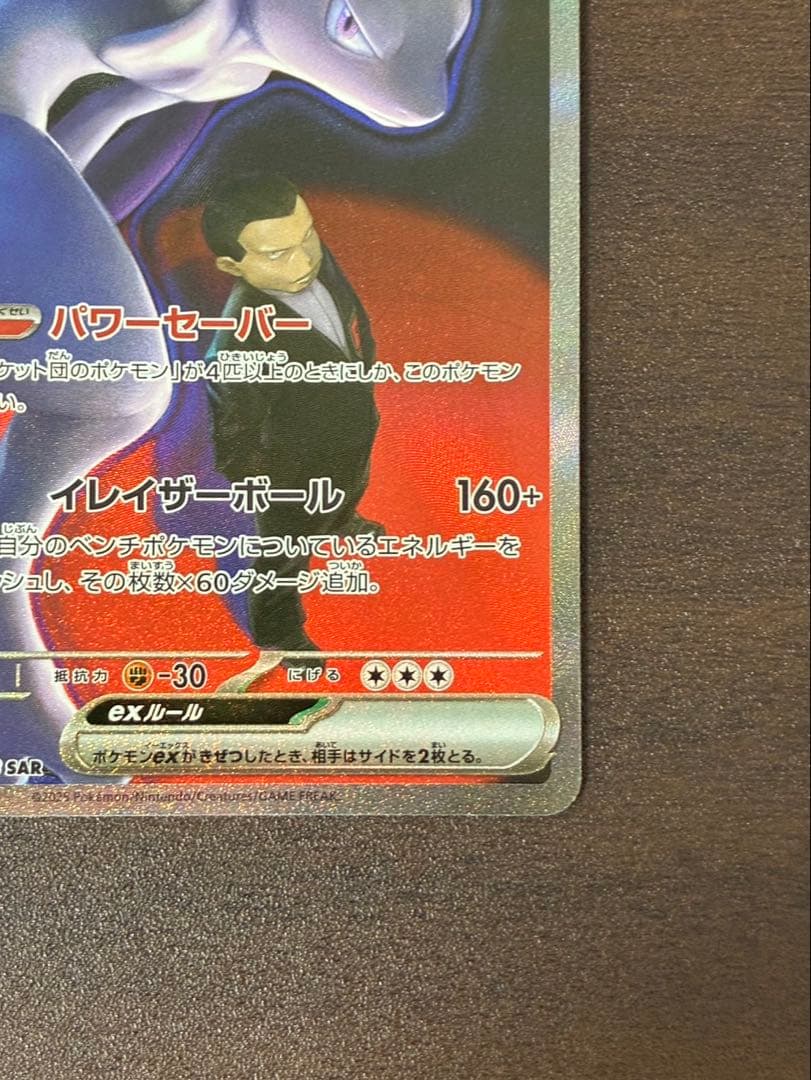 くせい
パワーセーバー
ケット団のポケモン」が4匹以上のときにしか、このポケモン
い。
イレイザーボール 160+
自分のベンチポケモンについているエネルギーを
シュし、その枚数×60ダメージ追加。
抵抗力 -30 にげる
exルール
ポケモンexがきぜつしたとき、相手はサイドを2枚とる。
SAR
©2025 Pokémon/Nintendo/Creatures/GAME FREAK.